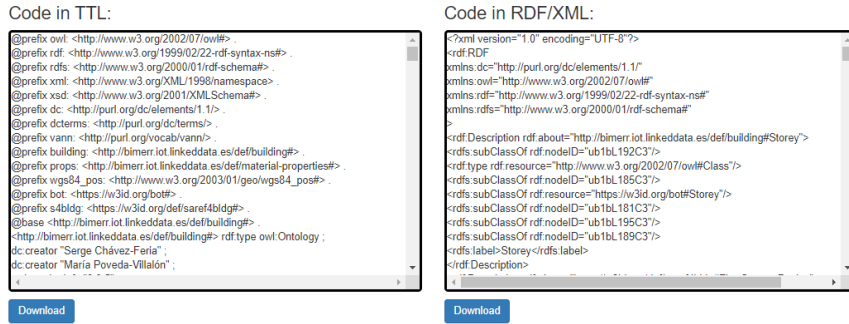 Code in TTL:
@prefix owl: <http://www.w3.org/2002/07/owl#> .
@prefix rdf: <http://www.w3.org/1999/02/22-rdf-syntax-ns#> .
@prefix rdfs: <http://www.w3.org/2000/01/rdf-schema#> .
@prefix xml: <http://www.w3.org/XML/1998/namespace> .
@prefix xsd: <http://www.w3.org/2001/XMLSchema#> .
@prefix dc: <http://purl.org/dc/elements/1.1/> .
@prefix dcterms: <http://purl.org/dc/terms/> .
@prefix vann: <http://purl.org/vocab/vann/> .
@prefix building: <http://bimerr.iot.linkeddata.es/def/building#> .
@prefix props: <http://bimerr.iot.linkeddata.es/def/material-properties#> .
@prefix wgs84_pos: <http://www.w3.org/2003/01/geo/wgs84_pos#> .
@prefix bot: <https://w3id.org/bot#> .
@prefix s4bldg: <https://w3id.org/def/saref4bldg#> .
@base <http://bimerr.iot.linkeddata.es/def/building#> .
<http://bimerr.iot.linkeddata.es/def/building#> rdf:type owl:Ontology ;
dc:creator "Serge Chávez-Feria" ;
dc:creator "María Poveda-Villalón" ;
Download
Code in RDF/XML:
<?xml version="1.0" encoding="UTF-8"?>
<rdf:RDF
xmlns:dc="http://purl.org/dc/elements/1.1/"
xmlns:owl="http://www.w3.org/2002/07/owl#"
xmlns:rdf="http://www.w3.org/1999/02/22-rdf-syntax-ns#"
xmlns:rdfs="http://www.w3.org/2000/01/rdf-schema#"
>
<rdf:Description rdf:about="http://bimerr.iot.linkeddata.es/def/building#Storey">
<rdfs:subClassOf rdf:nodeID="ub1bL192C3"/>
<rdf:type rdf:resource="http://www.w3.org/2002/07/owl#Class"/>
<rdfs:subClassOf rdf:nodeID="ub1bL185C3"/>
<rdfs:subClassOf rdf:resource="https://w3id.org/bot#Storey"/>
<rdfs:subClassOf rdf:nodeID="ub1bL181C3"/>
<rdfs:subClassOf rdf:nodeID="ub1bL195C3"/>
<rdfs:subClassOf rdf:nodeID="ub1bL189C3"/>
<rdfs:label>Storey</rdfs:label>
</rdf:Description>
Download